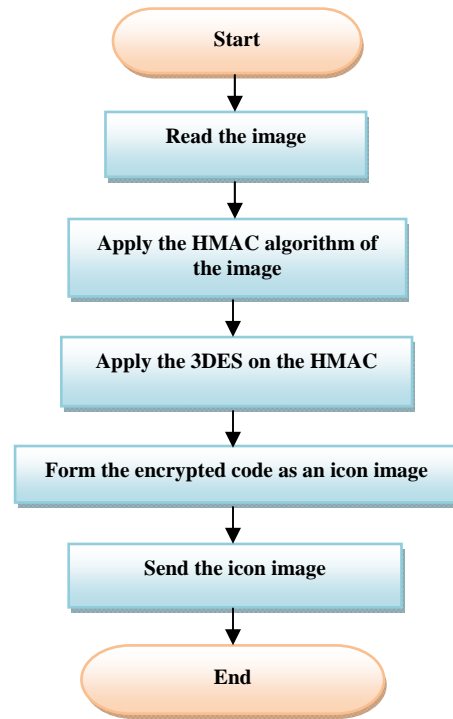 Start
Read the image
Apply the HMAC algorithm of
the image
Apply the 3DES on the HMAC
Form the encrypted code as an icon image
Send the icon image
End